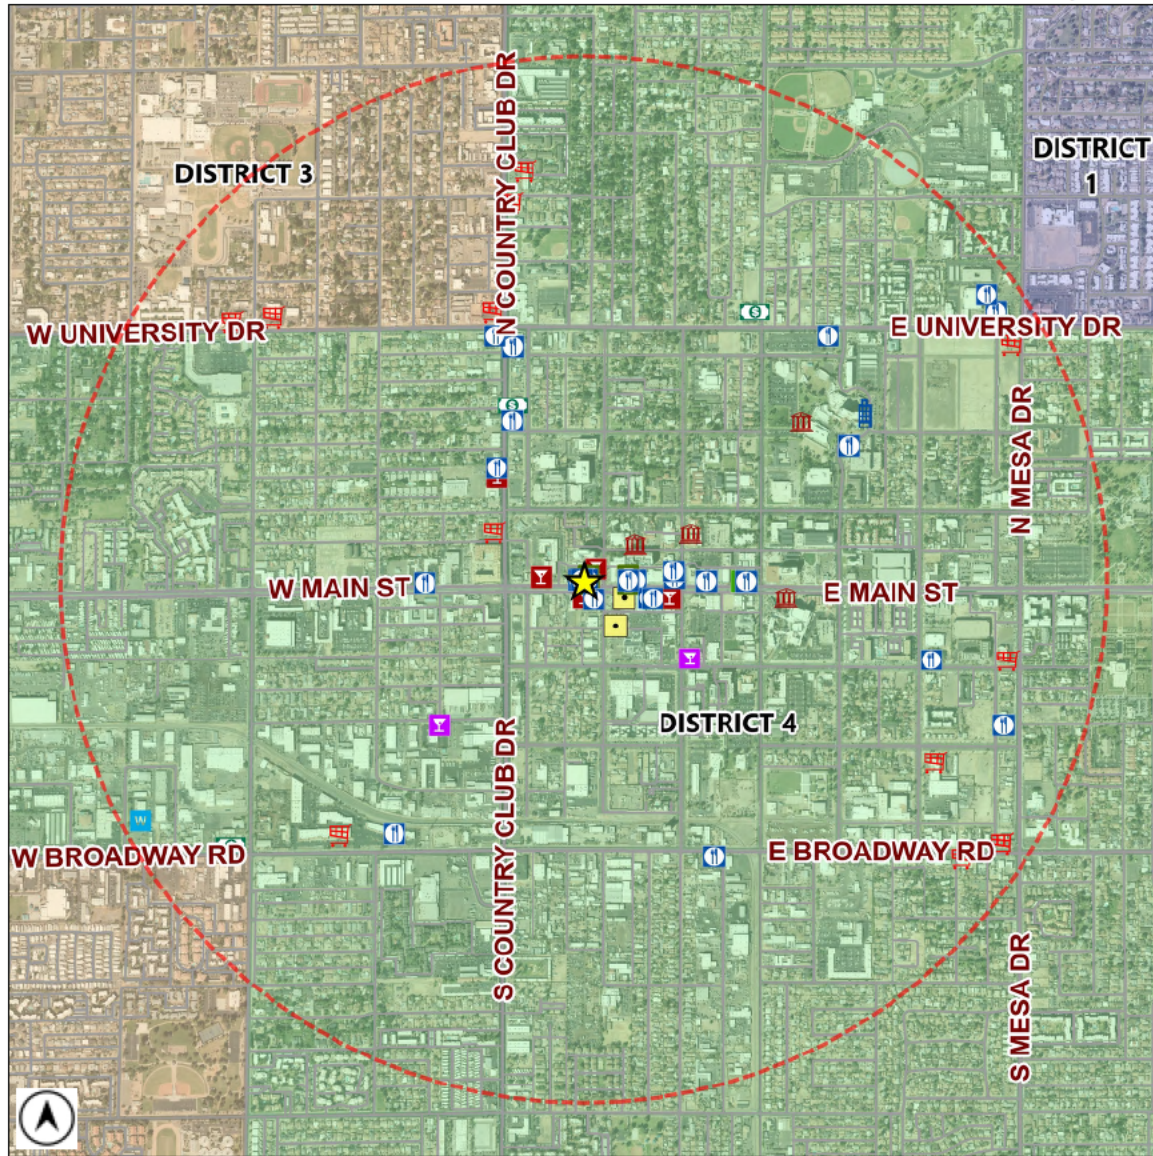 N COUNTRY CLUB DR
DISTRICT 3
DISTRICT
1
W UNIVERSITY DR
E UNIVERSITY DR
N MESA DR
W MAIN ST
E MAIN ST
DISTRICT 4
S COUNTRY CLUB DR
W BROADWAY RD
E BROADWAY RD
S MESA DR